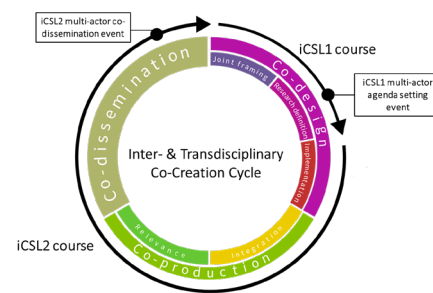 iCSL2 multi-actor co-
dissemination event
iCSL1 course
iCSL1 multi-actor
agenda setting
event
Co-dissemination
Co-design
Joint framing
Research definition
Implementation
Inter- & Transdisciplinary
Co-Creation Cycle
Relevance
Integration
Co-production
iCSL2 course